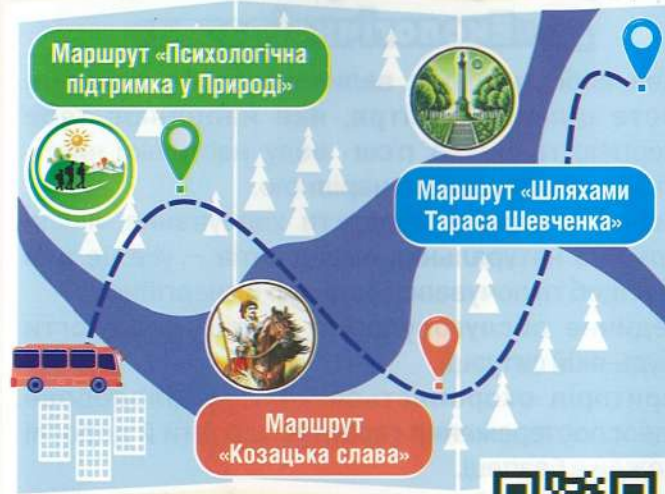 Маршрут «Психологічна
підтримка у Природі»
Маршрут «Шляхами
Тараса Шевченка»
Маршрут
«Козацька слава»